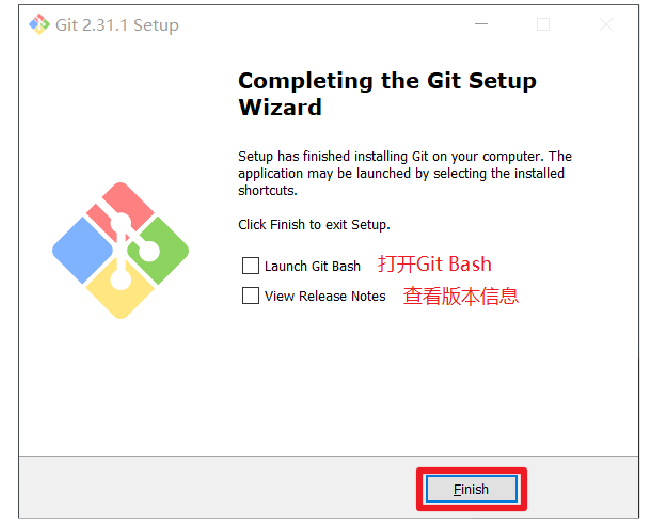 Git 2.31.1 Setup
Completing the Git Setup
Wizard
Setup has finished installing Git on your computer. The
application may be launched by selecting the installed
shortcuts.
Click Finish to exit Setup.
Launch Git Bash 打开Git Bash
View Release Notes 查看版本信息
Finish